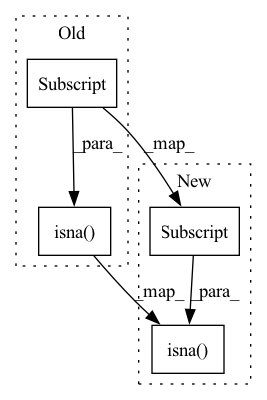 Old
Subscript
_para_
_map_
New
isna()
Subscript
_map_
_para_
isna()